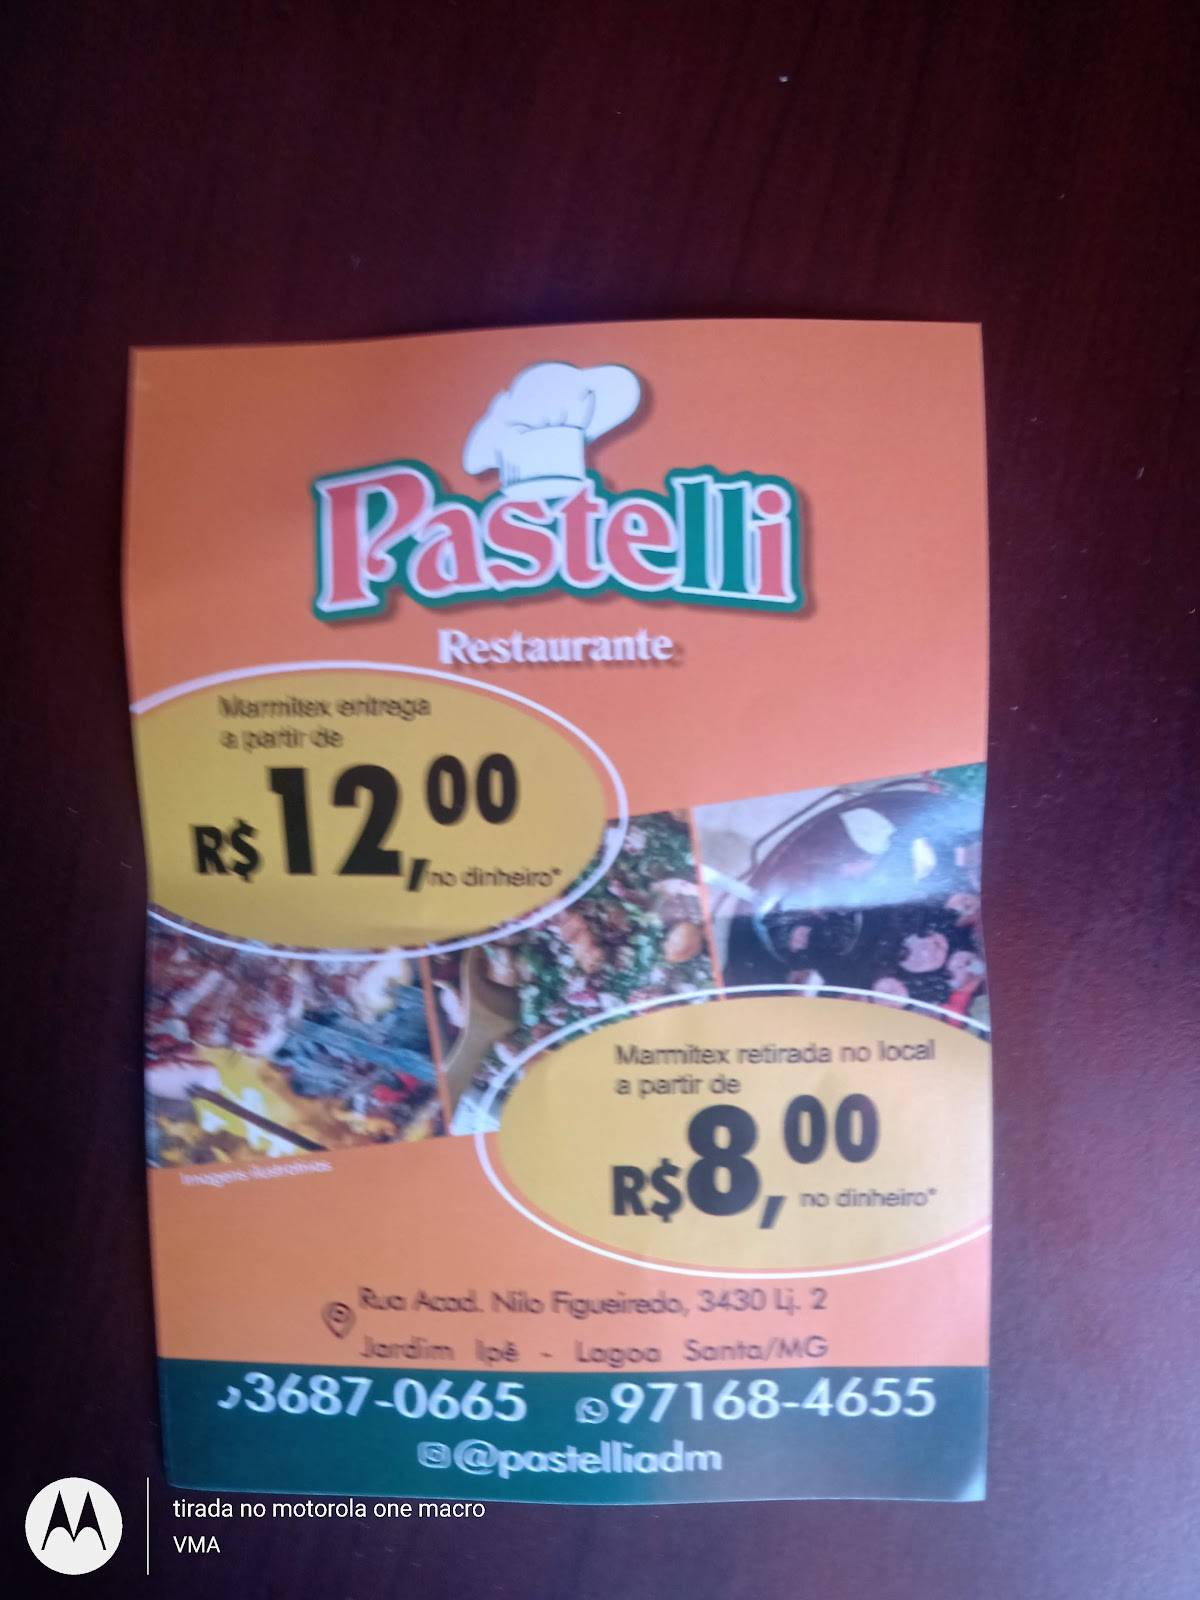 Pastelli
Restaurante
Marmitex entrega
a partir de
R$ 12,00
no dinheiro*
Marmitex retirada no local
a partir de
R$ 8,00
no dinheiro*
Imagens ilustrativas
Rua Acad. Nilo Figueiredo, 3430 Lj. 2
Jardim Ipê - Lagoa Santa/MG
3687-0665 97168-4655
@pastelliadm
tirada no motorola one macro
VMA